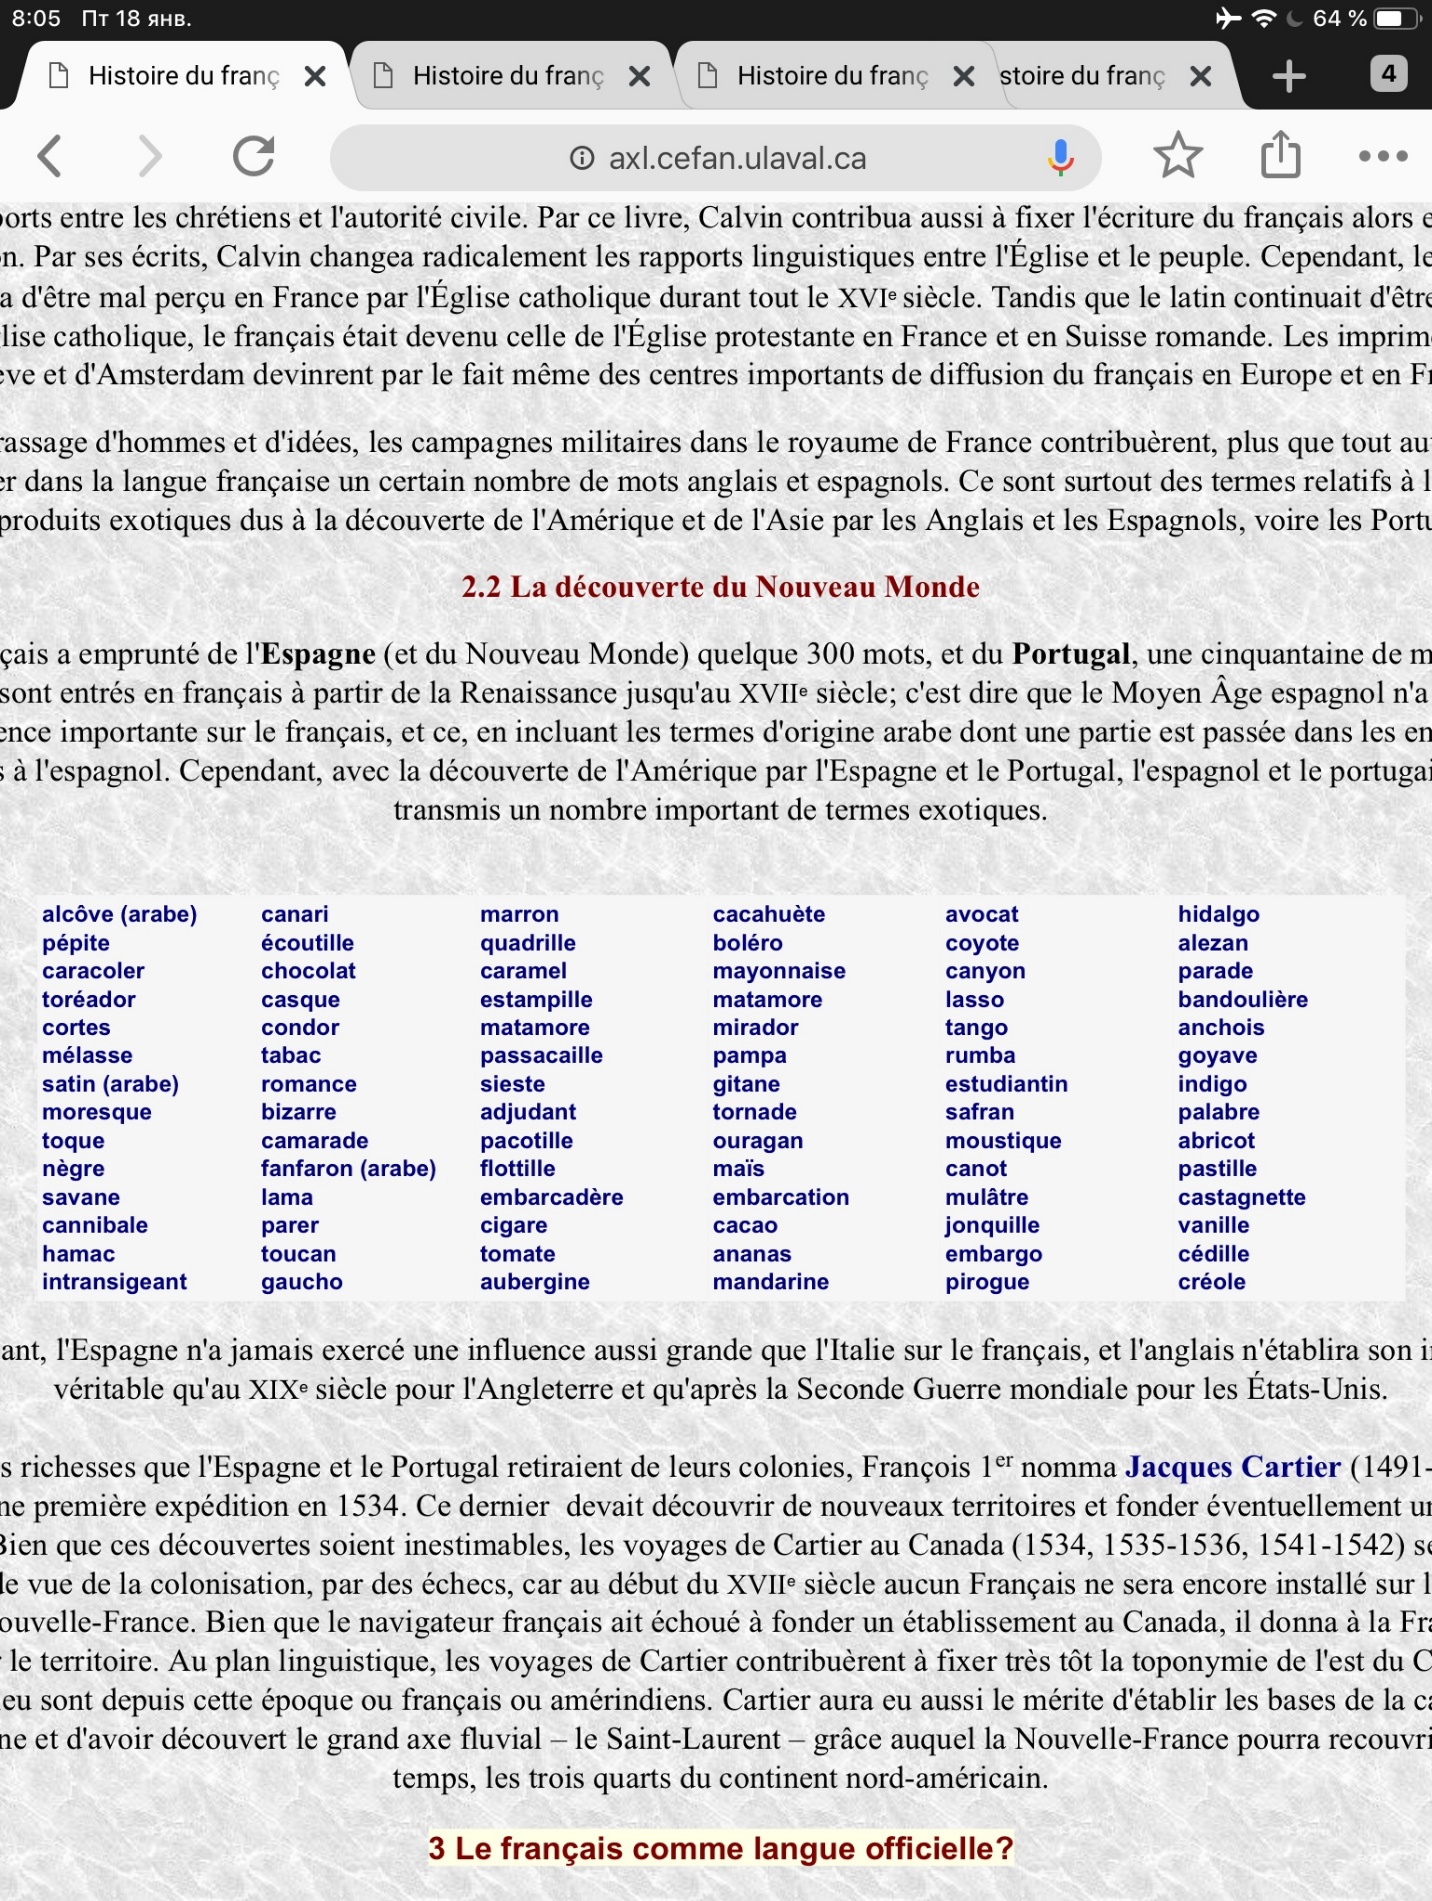 8:05 Пт 18 янв. 64 %
Histoire du franç Histoire du franç Histoire du franç stoire du franç 4
axl.cefan.ulaval.ca
ports entre les chrétiens et l'autorité civile. Par ce livre, Calvin contribua aussi à fixer l'écriture du français alors e
on. Par ses écrits, Calvin changea radicalement les rapports linguistiques entre l'Église et le peuple. Cependant, le
a d'être mal perçu en France par l'Église catholique durant tout le XVIe siècle. Tandis que le latin continuait d'être
lise catholique, le français était devenu celle de l'Église protestante en France et en Suisse romande. Les imprim
ève et d'Amsterdam devinrent par le fait même des centres importants de diffusion du français en Europe et en Fr
rassage d'hommes et d'idées, les campagnes militaires dans le royaume de France contribuèrent, plus que tout au
er dans la langue française un certain nombre de mots anglais et espagnols. Ce sont surtout des termes relatifs à l
produits exotiques dus à la découverte de l'Amérique et de l'Asie par les Anglais et les Espagnols, voire les Portu
2.2 La découverte du Nouveau Monde
çais a emprunté de l'Espagne (et du Nouveau Monde) quelque 300 mots, et du Portugal, une cinquantaine de m
sont entrés en français à partir de la Renaissance jusqu'au XVIIe siècle; c'est dire que le Moyen Âge espagnol n'a
ence importante sur le français, et ce, en incluant les termes d'origine arabe dont une partie est passée dans les em
s à l'espagnol. Cependant, avec la découverte de l'Amérique par l'Espagne et le Portugal, l'espagnol et le portugai
transmis un nombre important de termes exotiques.
alcôve (arabe) canari marron cacahuète avocat hidalgo
pépite écoutille quadrille boléro coyote alezan
caracoler chocolat caramel mayonnaise canyon parade
toréador casque estampille matamore lasso bandoulière
cortes condor matamore mirador tango anchois
mélasse tabac passacaille pampa rumba goyave
satin (arabe) romance sieste gitane estudiantin indigo
moresque bizarre adjudant tornade safran palabre
toque camarade pacotille ouragan moustique abricot
nègre fanfaron (arabe) flottille maïs canot pastille
savane lama embarcadère embarcation mulâtre castagnette
cannibale parer cigare cacao jonquille vanille
hamac toucan tomate ananas embargo cédille
intransigeant gaucho aubergine mandarine pirogue créole
ant, l'Espagne n'a jamais exercé une influence aussi grande que l'Italie sur le français, et l'anglais n'établira son i
véritable qu'au XIXe siècle pour l'Angleterre et qu'après la Seconde Guerre mondiale pour les États-Unis.
s richesses que l'Espagne et le Portugal retiraient de leurs colonies, François 1er nomma Jacques Cartier (1491-
ne première expédition en 1534. Ce dernier devait découvrir de nouveaux territoires et fonder éventuellement un
Bien que ces découvertes soient inestimables, les voyages de Cartier au Canada (1534, 1535-1536, 1541-1542) se
de vue de la colonisation, par des échecs, car au début du XVIIe siècle aucun Français ne sera encore installé sur l
ouvelle-France. Bien que le navigateur français ait échoué à fonder un établissement au Canada, il donna à la Fra
r le territoire. Au plan linguistique, les voyages de Cartier contribuèrent à fixer très tôt la toponymie de l'est du C
eu sont depuis cette époque ou français ou amérindiens. Cartier aura eu aussi le mérite d'établir les bases de la ca
ne et d'avoir découvert le grand axe fluvial – le Saint-Laurent – grâce auquel la Nouvelle-France pourra recouvri
temps, les trois quarts du continent nord-américain.
3 Le français comme langue officielle?